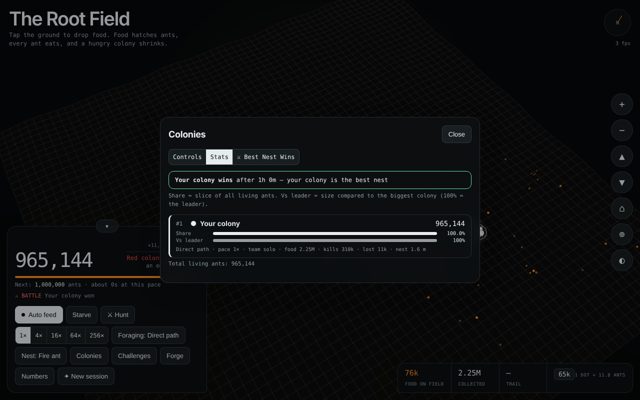 The Root Field
Tap the ground to drop food. Food hatches ants,
every ant eats, and a hungry colony shrinks.
3 fps
Colonies
Close
Controls
Stats
⚔ Best Nest Wins
Your colony wins after 1h 0m — your colony is the best nest
Share = slice of all living ants. Vs leader = size compared to the biggest colony (100% =
the leader).
#1 Your colony 965,144
Share 100.0%
Vs leader 100%
Direct path · pace 1× · team solo · food 2.25M · kills 310k · lost 11k · nest 1.6 m
Total living ants: 965,144
965,144
Red colon
an e
Next: 1,000,000 ants · about 0s at this pace
⚔ BATTLE Your colony won
Auto feed
Starve
⚔ Hunt
1× 4× 16× 64× 256×
Foraging: Direct path
Nest: Fire ant
Colonies
Challenges
Forge
Numbers
✦ New session
76k
FOOD ON FIELD
2.25M
COLLECTED
—
TRAIL
65k
1 DOT = 11.8 ANTS